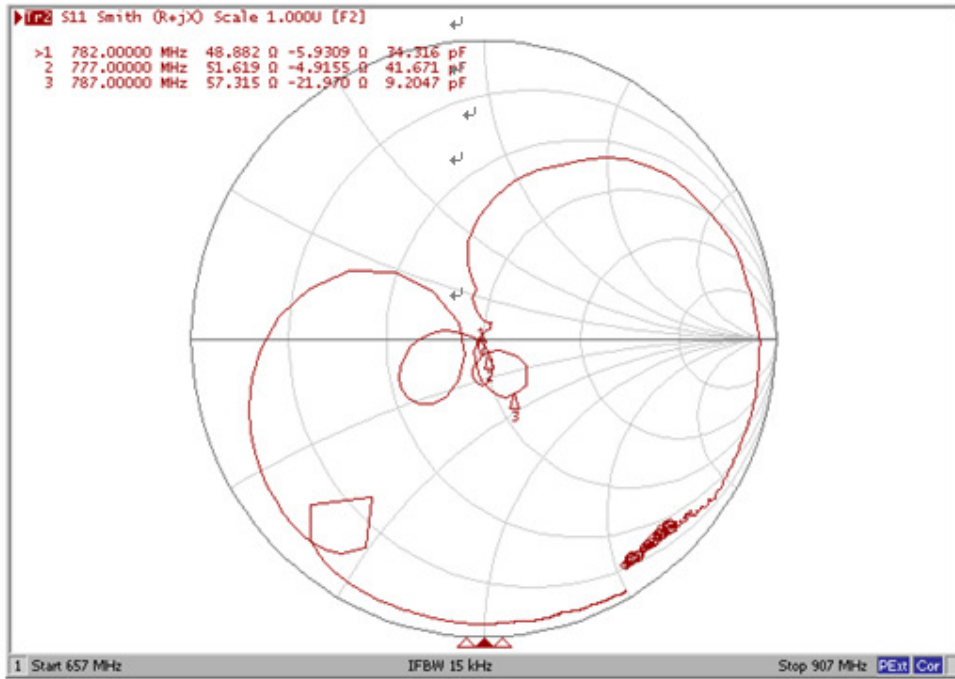 Tr2 S11 Smith (R+jX) Scale 1.000U [F2]
>1 782.00000 MHz 48.882 Ω -5.9309 Ω 34.316 pF
2 777.00000 MHz 51.619 Ω -4.9155 Ω 41.671 pF
3 787.00000 MHz 57.315 Ω -21.970 Ω 9.2047 pF
1
2
3
1 Start 657 MHz IFBW 15 kHz Stop 907 MHz PExt Cor